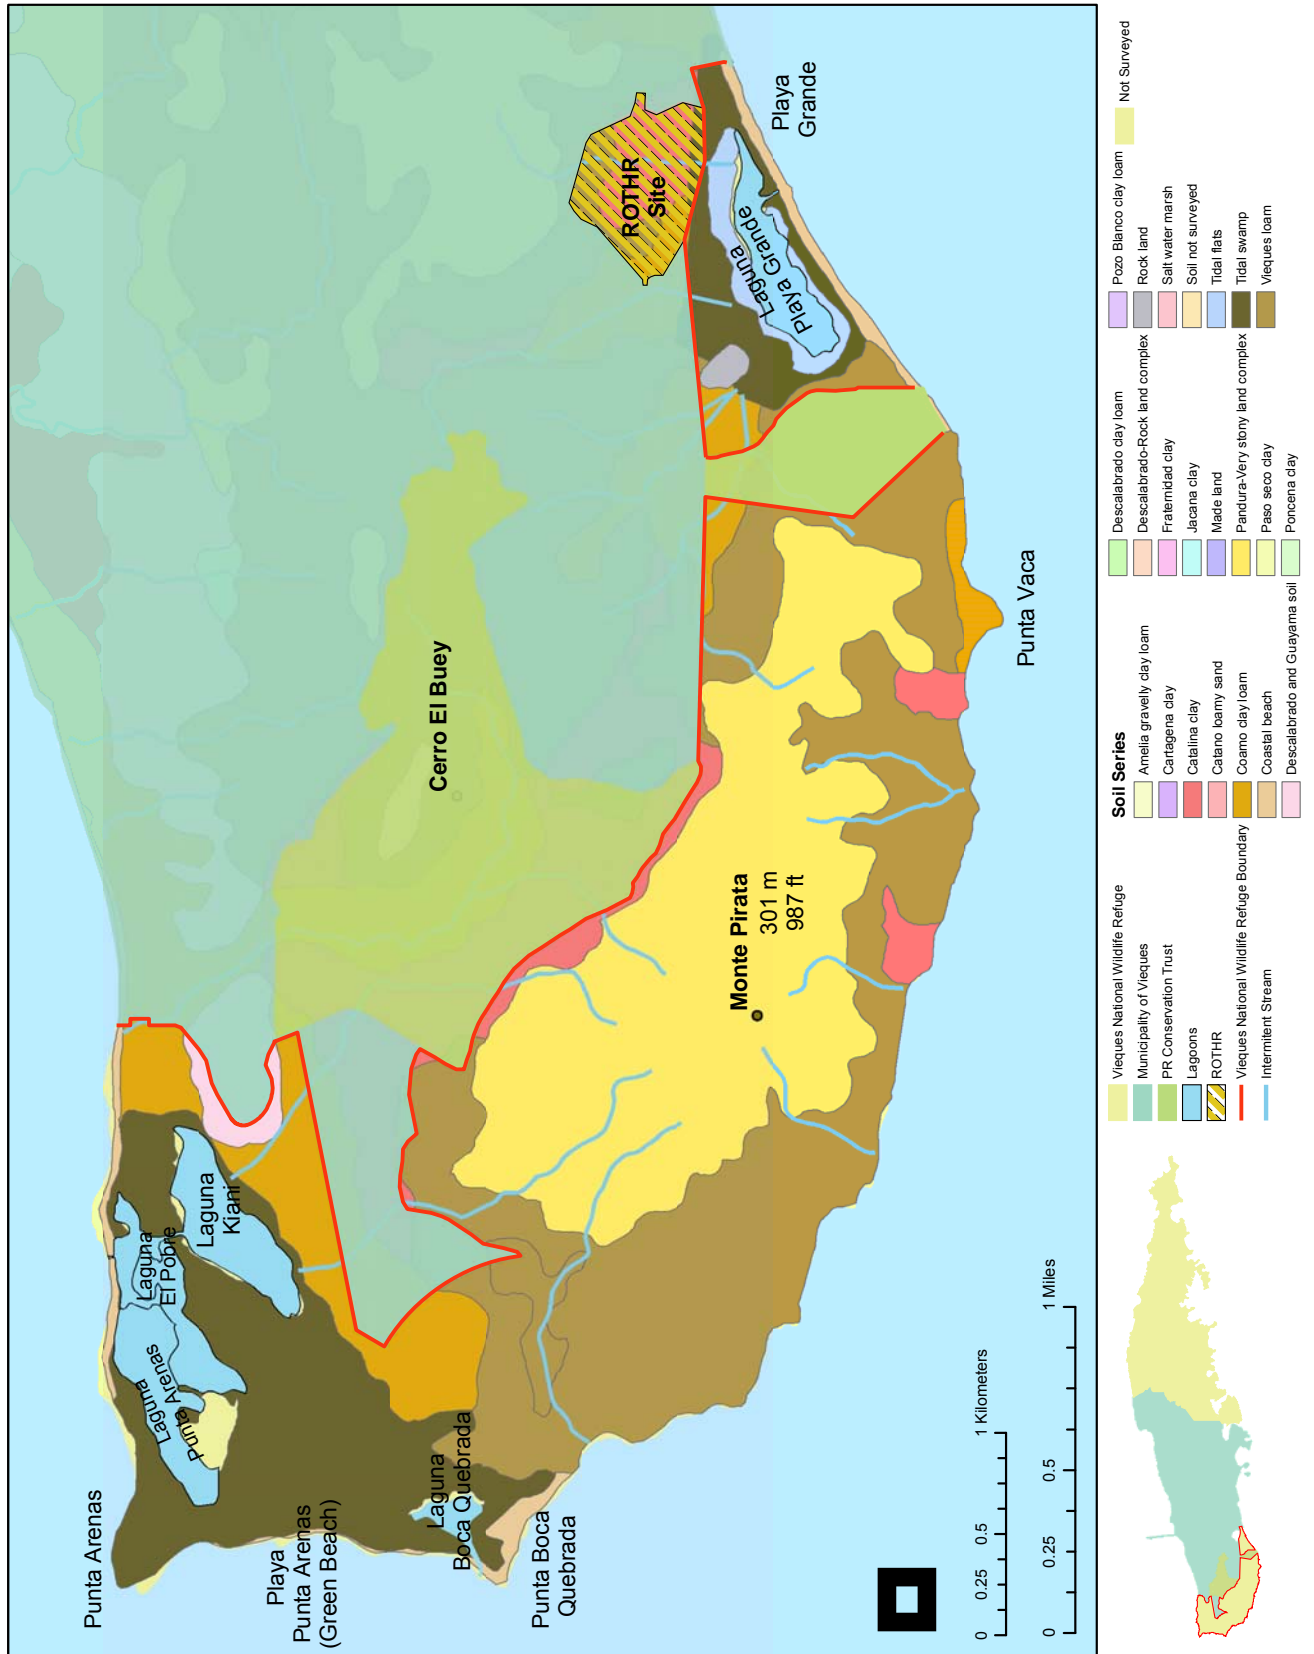 Punta Arenas
Laguna
Punta Arenas
Laguna
El Pobre
Laguna
Kiani
Playa
Punta Arenas
(Green Beach)
Laguna
Boca Quebrada
Punta Boca
Quebrada
Cerro El Buey
Monte Pirata
301 m
987 ft
Punta Vaca
ROTHR
Site
Laguna
Playa Grande
Playa
Grande
0
0.25
0.5
1 Kilometers
0
0.25
0.5
1 Miles
Vieques National Wildlife Refuge
Municipality of Vieques
PR Conservation Trust
Lagoons
ROTHR
Vieques National Wildlife Refuge Boundary
Intermitent Stream
Soil Series
Amelia gravelly clay loam
Cartagena clay
Catalina clay
Catano loamy sand
Coamo clay loam
Coastal beach
Descalabrado and Guayama soil
Descalabrado clay loam
Descalabrado-Rock land complex
Fraternidad clay
Jacana clay
Made land
Pandura-Very stony land complex
Paso seco clay
Poncena clay
Pozo Blanco clay loam
Rock land
Salt water marsh
Soil not surveyed
Tidal flats
Tidal swamp
Vieques loam
Not Surveyed